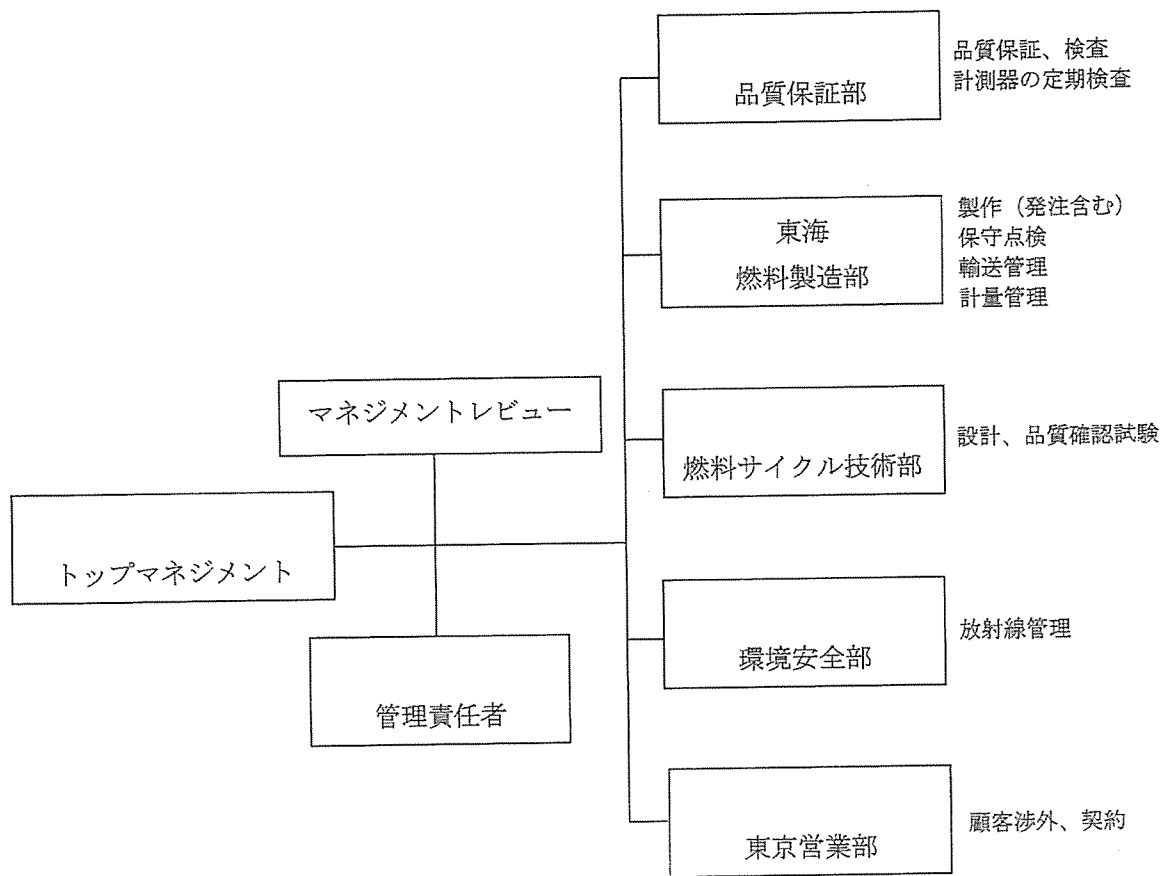 品質保証部
品質保証、検査
計測器の定期検査
東海
燃料製造部
製作（発注含む）
保守点検
輸送管理
計量管理
マネジメントレビュー
燃料サイクル技術部
設計、品質確認試験
トップマネジメント
管理責任者
環境安全部
放射線管理
東京営業部
顧客渉外、契約